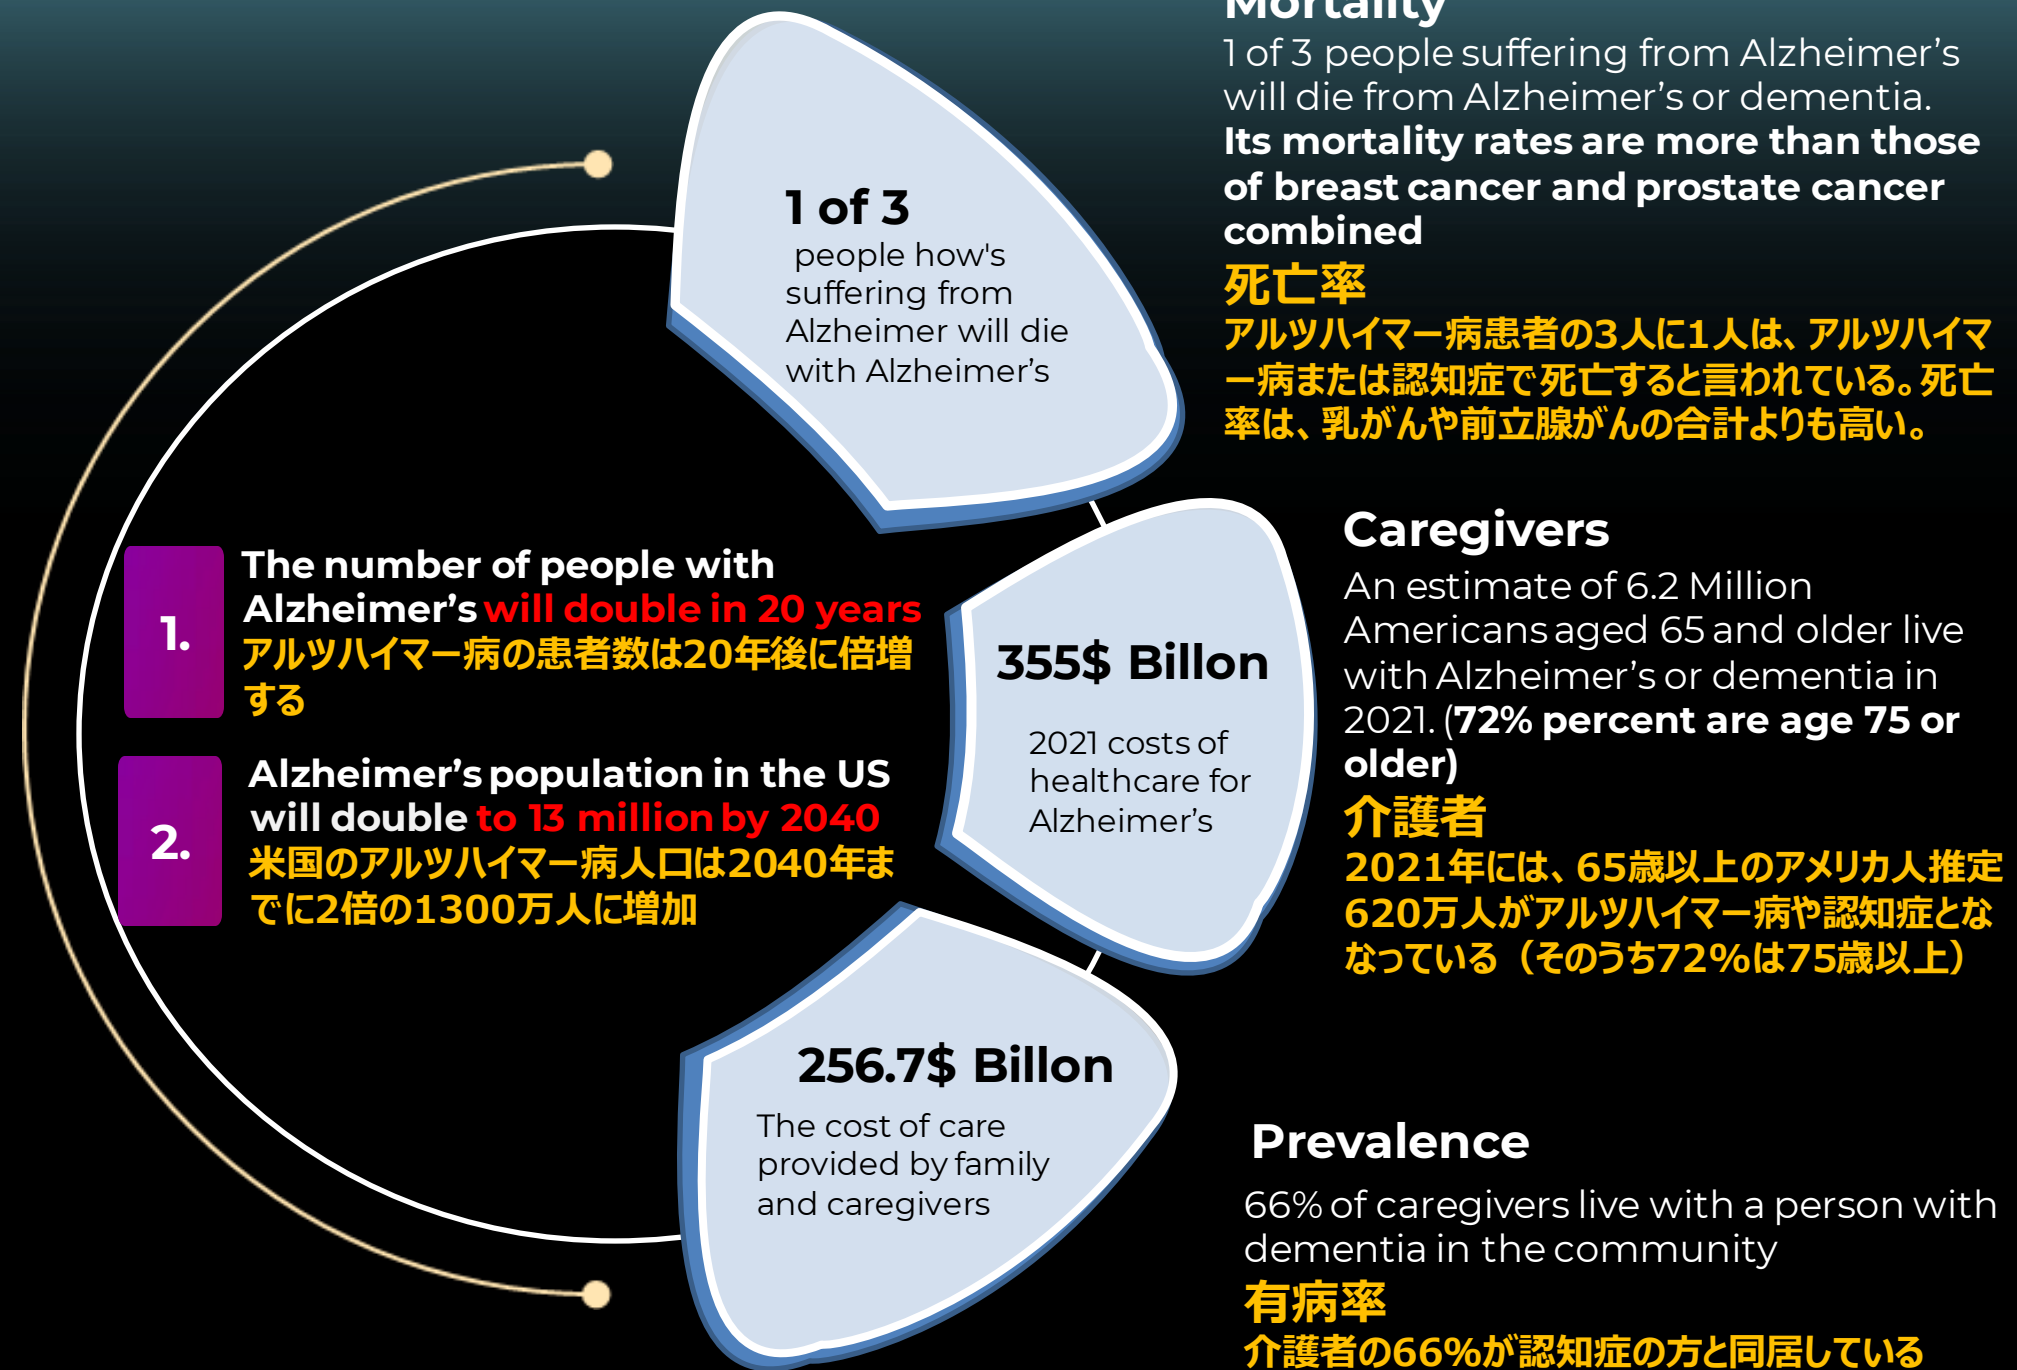 Mortality
1 of 3 people suffering from Alzheimer's
will die from Alzheimer's or dementia.
Its mortality rates are more than those
of breast cancer and prostate cancer
combined
死亡率
アルツハイマー病患者の3人に1人は、アルツハイマ
ー病または認知症で死亡すると言われている。死亡
率は、乳がんや前立腺がんの合計よりも高い。
1 of 3
people how's
suffering from
Alzheimer will die
with Alzheimer's
1.
The number of people with
Alzheimer's will double in 20 years
アルツハイマー病の患者数は20年後に倍増
する
2.
Alzheimer's population in the US
will double to 13 million by 2040
米国のアルツハイマー病人口は2040年ま
でに2倍の1300万人に増加
355$ Billon
2021 costs of
healthcare for
Alzheimer's
Caregivers
An estimate of 6.2 Million
Americans aged 65 and older live
with Alzheimer's or dementia in
2021. (72% percent are age 75 or
older)
介護者
2021年には、65歳以上のアメリカ人推定
620万人がアルツハイマー病や認知症とな
なっている（そのうち72%は75歳以上）
256.7$ Billon
The cost of care
provided by family
and caregivers
Prevalence
66% of caregivers live with a person with
dementia in the community
有病率
介護者の66%が認知症の方と同居している